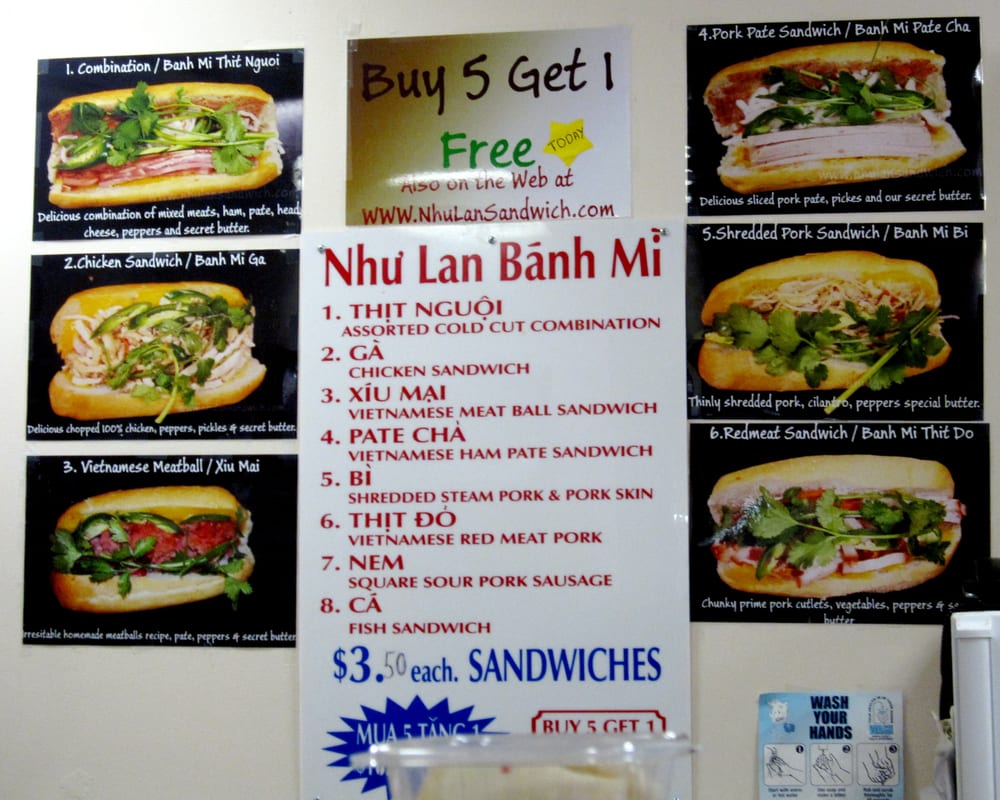 1. Combination / Banh Mi Thit Nguoi
Delicious combination of mixed meats, ham, pate, head
cheese, peppers and secret butter.
2.Chicken Sandwich / Banh Mi Ga
Delicious chopped 100% chicken, peppers, pickles & secret butter.
3. Vietnamese Meatball / Xiu Mai
rresitable homemade meatballs recipe, pate, peppers & secret butter.
Buy 5 Get 1
Free
TODAY
Also on the Web at
WWW.NhuLanSandwich.com
Như Lan Bánh Mì
1. THỊT NGUỘI
ASSORTED COLD CUT COMBINATION
2. GÀ
CHICKEN SANDWICH
3. XÍU MẠI
VIETNAMESE MEAT BALL SANDWICH
4. PATE CHẢ
VIETNAMESE HAM PATE SANDWICH
5. BÌ
SHREDDED STEAM PORK & PORK SKIN
6. THỊT ĐỎ
VIETNAMESE RED MEAT PORK
7. NEM
SQUARE SOUR PORK SAUSAGE
8. CÁ
FISH SANDWICH
$3.50 each. SANDWICHES
MUA 5 TẶNG 1
BUY 5 GET 1
4.Pork Pate Sandwich / Banh Mi Pate Cha
Delicious sliced pork pate, pickes and our secret butter.
5.Shredded Pork Sandwich / Banh Mi Bi
Thinly shredded pork, cilantro, peppers special butter.
6.Redmeat Sandwich / Banh Mi Thit Do
Chunky prime pork cutlets, vegetables, peppers & se
butter
WASH
YOUR
HANDS
1
2
3